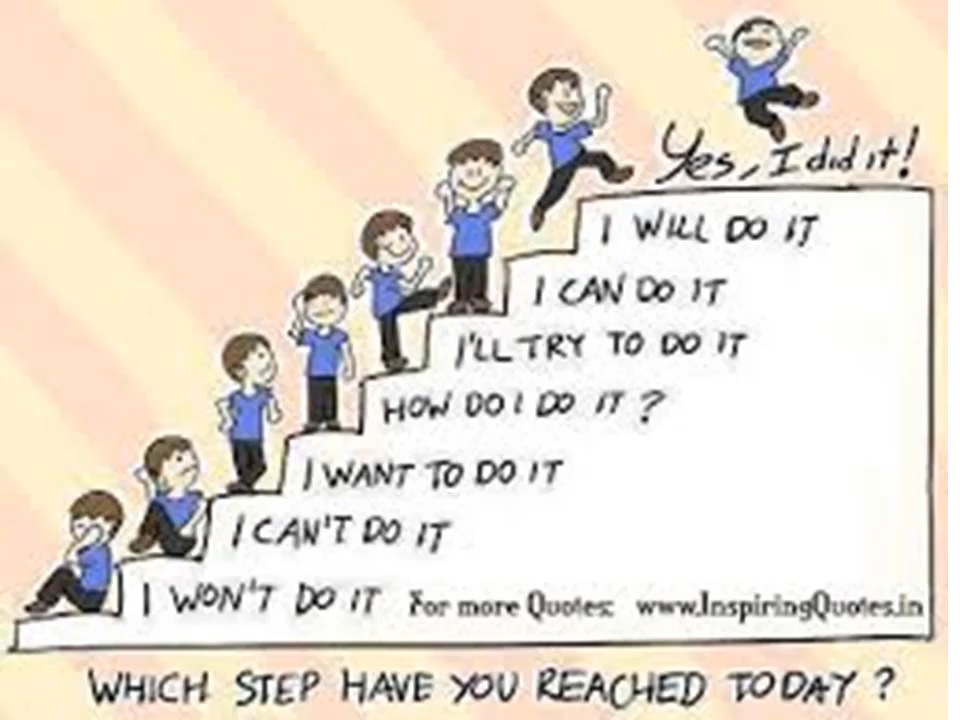 Yes, I did it!
I WILL DO IT
I CAN DO IT
I'LL TRY TO DO IT
HOW DO I DO IT ?
I WANT TO DO IT
I CAN'T DO IT
I WON'T DO IT For more Quotes: www.InspiringQuotes.in
WHICH STEP HAVE YOU REACHED TODAY ?